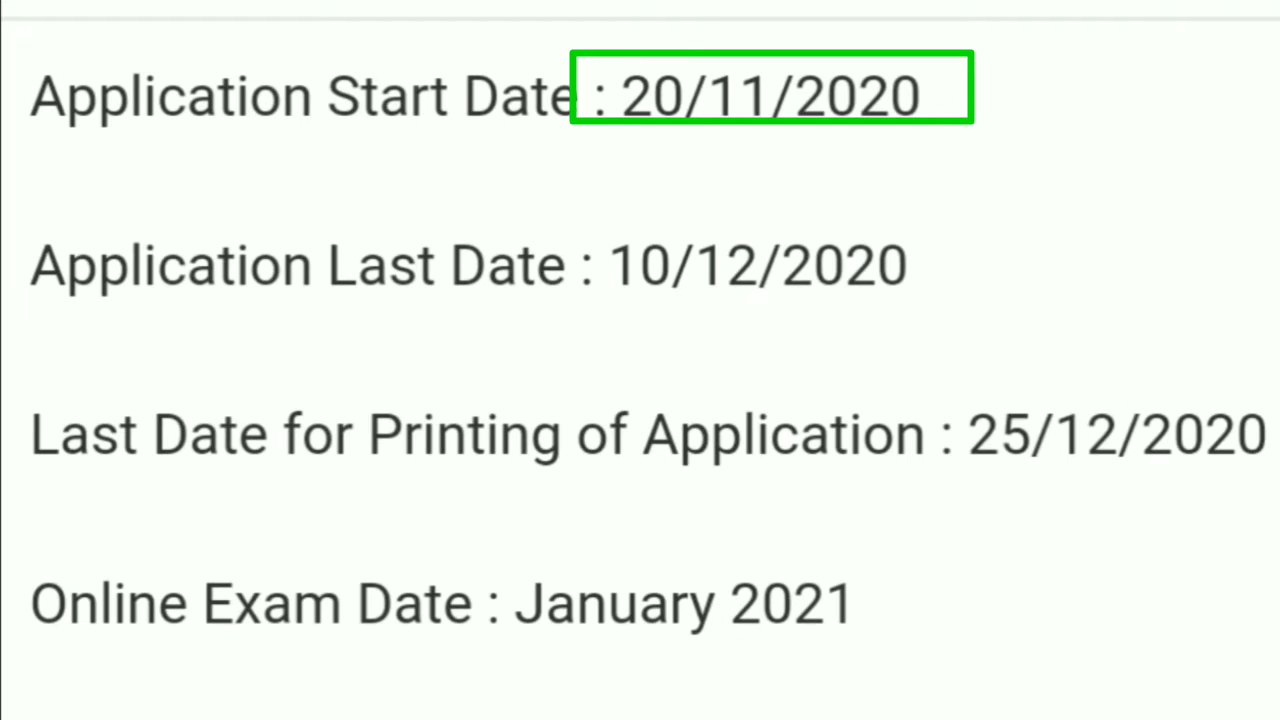 Application Start Date : 20/11/2020
Application Last Date : 10/12/2020
Last Date for Printing of Application : 25/12/2020
Online Exam Date : January 2021